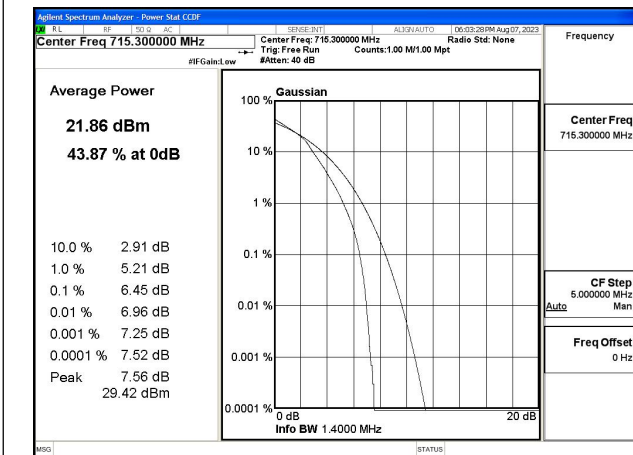 Agilent Spectrum Analyzer - Power Stat CCDF
RL RF 50 Ω AC SENSE:INT ALIGN AUTO 06:03:28 PM Aug 07, 2023
Center Freq 715.300000 MHz
Center Freq: 715.300000 MHz Radio Std: None
Trig: Free Run Counts:1.00 M/1.00 Mpt
#IFGain:Low #Atten: 40 dB
Average Power
21.86 dBm
43.87 % at 0dB
10.0 % 2.91 dB
1.0 % 5.21 dB
0.1 % 6.45 dB
0.01 % 6.96 dB
0.001 % 7.25 dB
0.0001 % 7.52 dB
Peak 7.56 dB
29.42 dBm
Gaussian
100 %
10 %
1 %
0.1 %
0.01 %
0.001 %
0.0001 %
0 dB 20 dB
Info BW 1.4000 MHz
Frequency
Center Freq
715.300000 MHz
CF Step
5.000000 MHz
Auto Man
Freq Offset
0 Hz
MSG STATUS